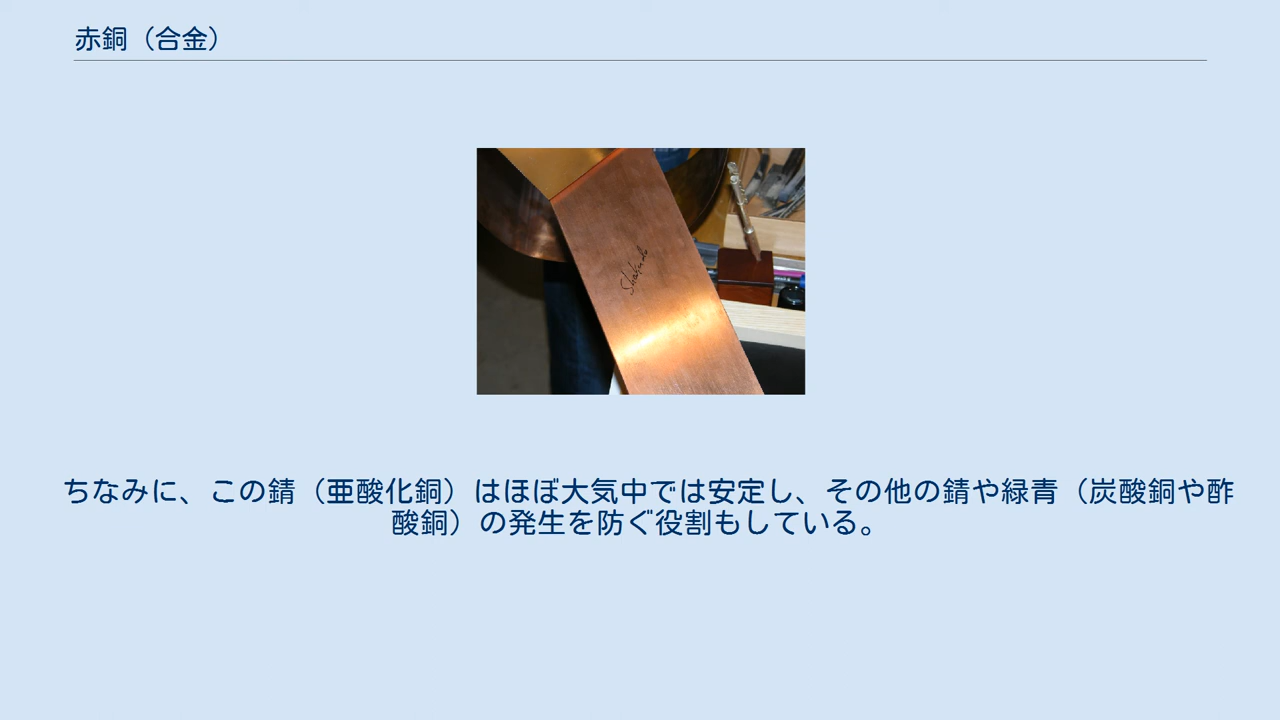 赤銅（合金）
Shakudo
ちなみに、この錆（亜酸化銅）はほぼ大気中では安定し、その他の錆や緑青（炭酸銅や酢
酸銅）の発生を防ぐ役割もしている。